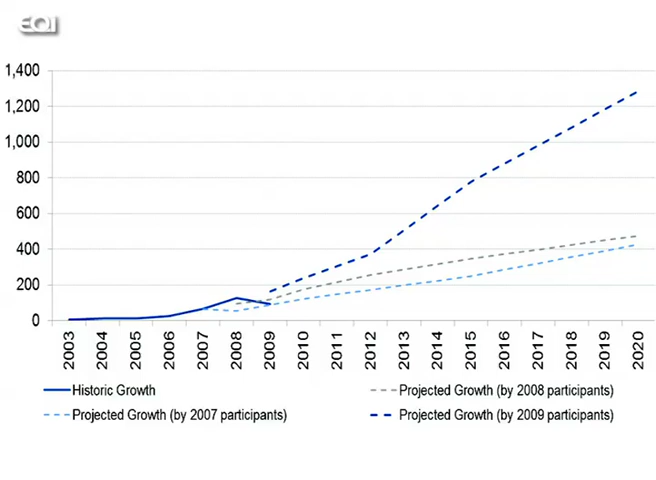 EQI
1,400
1,200
1,000
800
600
400
200
0
2003 2004 2005 2006 2007 2008 2009 2010 2011 2012 2013 2014 2015 2016 2017 2018 2019 2020
Historic Growth
Projected Growth (by 2008 participants)
Projected Growth (by 2007 participants)
Projected Growth (by 2009 participants)